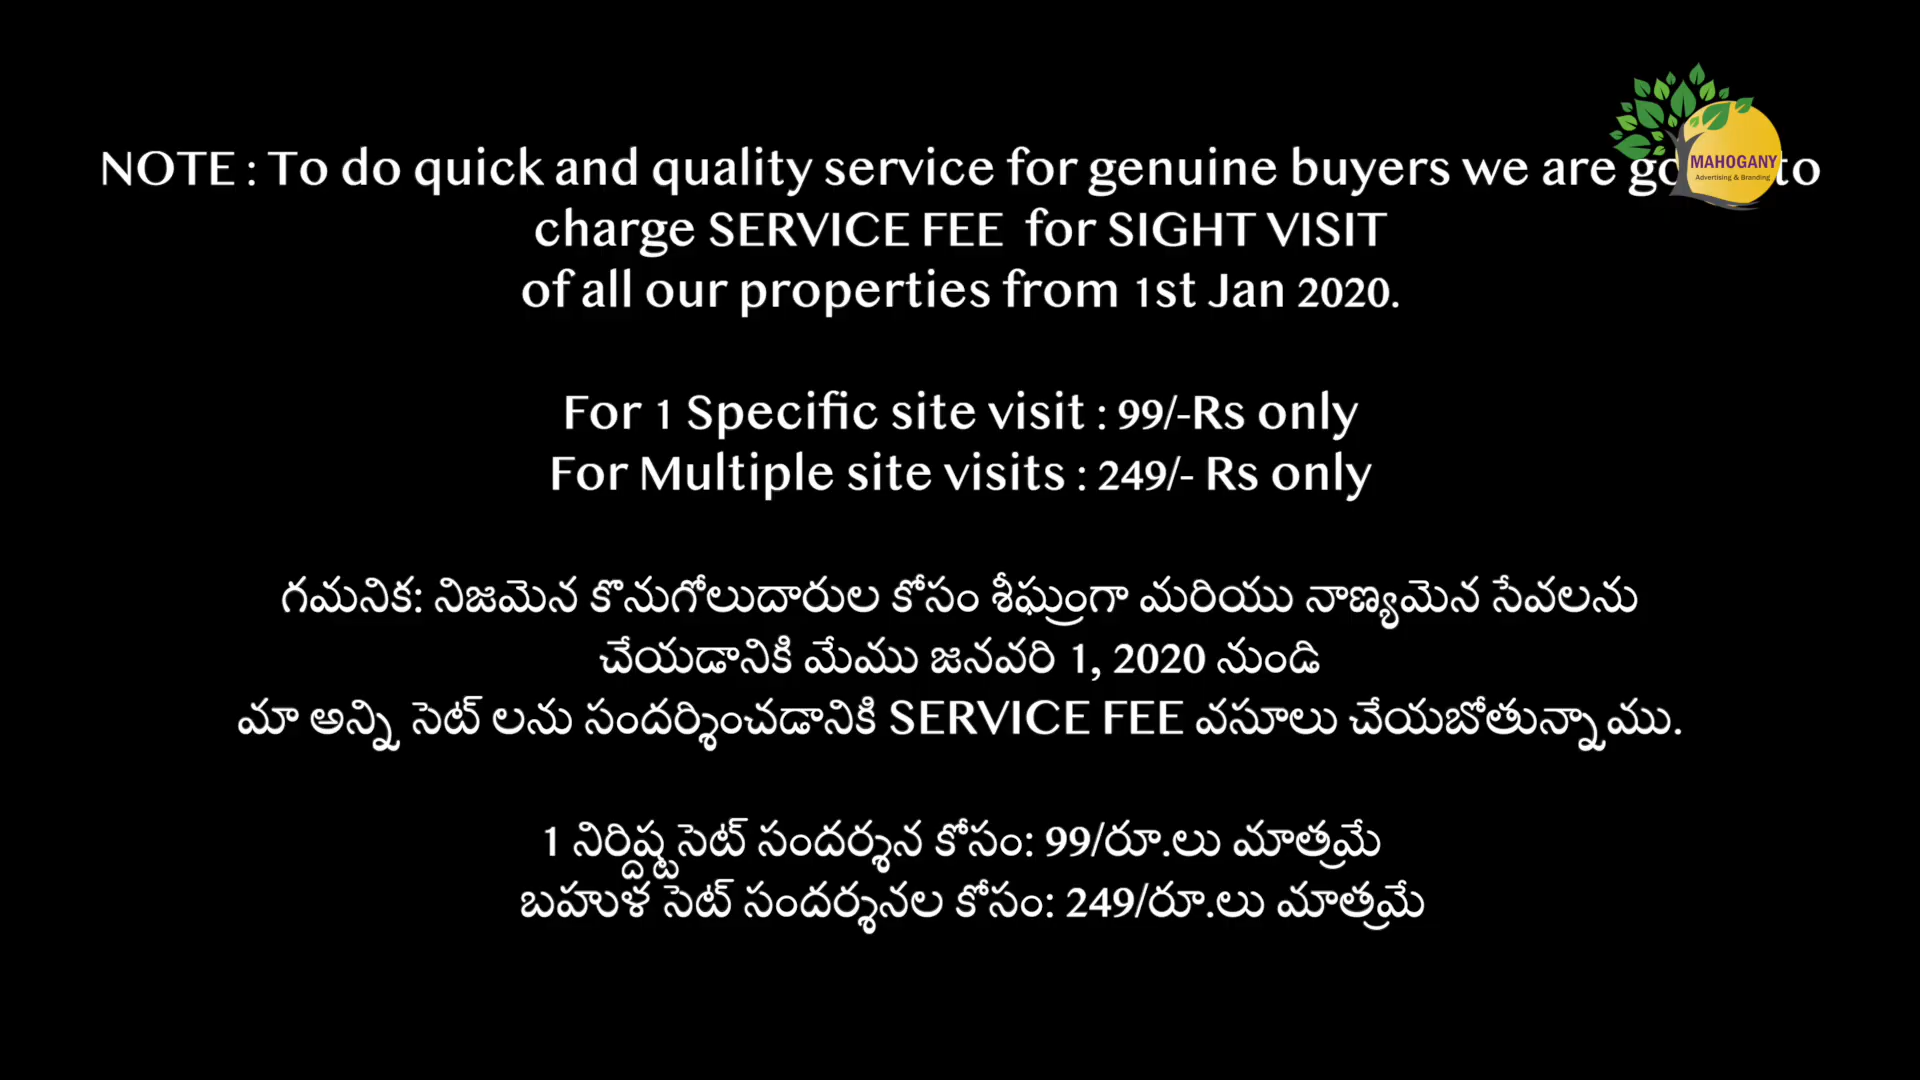 NOTE : To do quick and quality service for genuine buyers we are to
charge SERVICE FEE for SIGHT VISIT
of all our properties from 1st Jan 2020.
For 1 Specific site visit : 99/-Rs only
For Multiple site visits : 249/- Rs only
గమనిక: నిజమెన కొనుగోలుదారుల కోసం శీఘ్రంగా మరియు నాణ్యమెన సేవలను
చేయడానికి మేము జనవరి 1, 2020 నుండి
మా అన్ని సెట్ లను సందర్శించడానికి SERVICE FEE వసూలు చేయబోతున్నాము.
1 నిర్దిష్ట సెట్ సందర్శన కోసం: 99/రూ.లు మాత్రమే
బహుళ సెట్ సందర్శనల కోసం: 249/రూ.లు మాత్రమే
MAHOGANY
Advertising & Branding